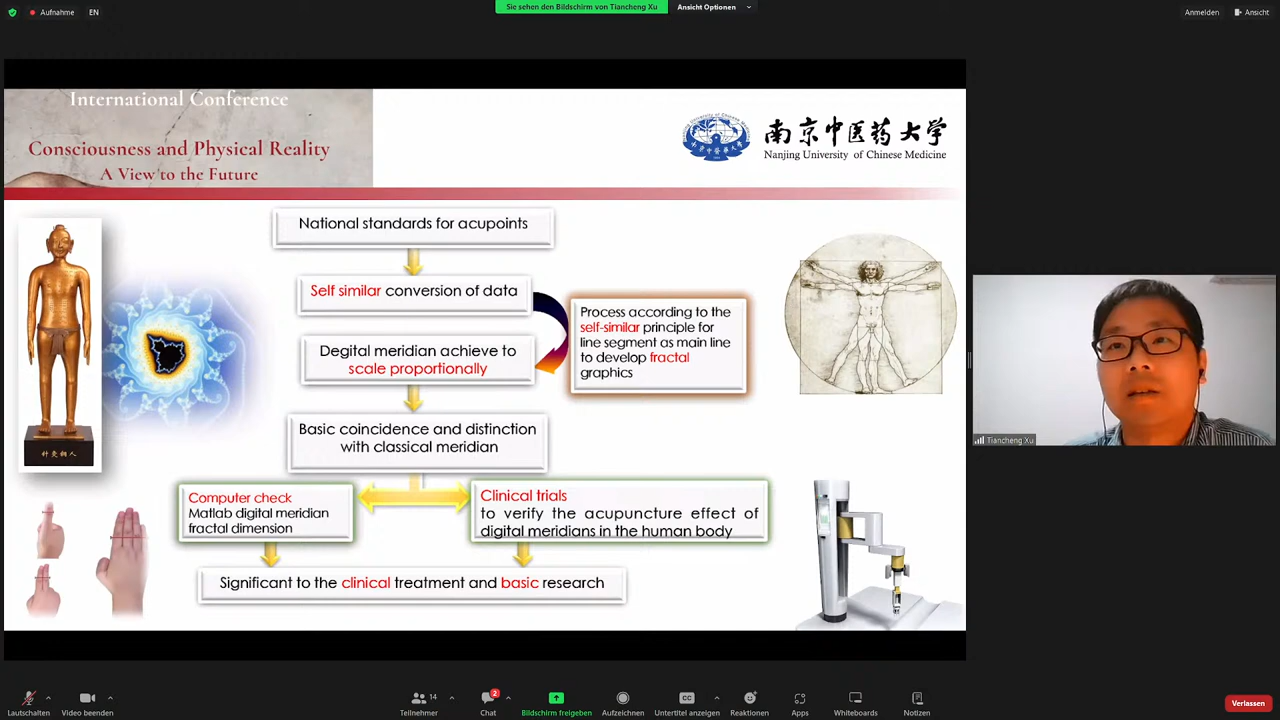 Aufnahme
EN
Sie sehen den Bildschirm von Tiancheng Xu
Ansicht Optionen
Anmelden
Ansicht
International Conference
Consciousness and Physical Reality
A View to the Future
南京中医药大学
Nanjing University of Chinese Medicine
National standards for acupoints
Self similar conversion of data
Degital meridian achieve to
scale proportionally
Process according to the
self-similar principle for
line segment as main line
to develop fractal
graphics
Basic coincidence and distinction
with classical meridian
Computer check
Matlab digital meridian
fractal dimension
Clinical trials
to verify the acupuncture effect of
digital meridians in the human body
Significant to the clinical treatment and basic research
针灸铜人
Tiancheng Xu
Lautschalten
Video beenden
14
Teilnehmer
2
Chat
Bildschirm freigeben
Aufzeichnen
CC
Untertitel anzeigen
Reaktionen
Apps
Whiteboards
Notizen
Verlassen